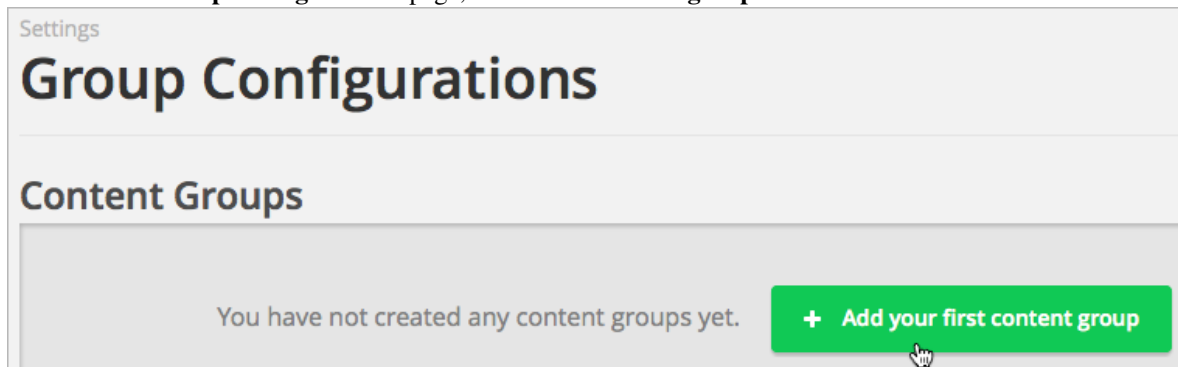 Settings
Group Configurations
Content Groups
You have not created any content groups yet.
+ Add your first content group